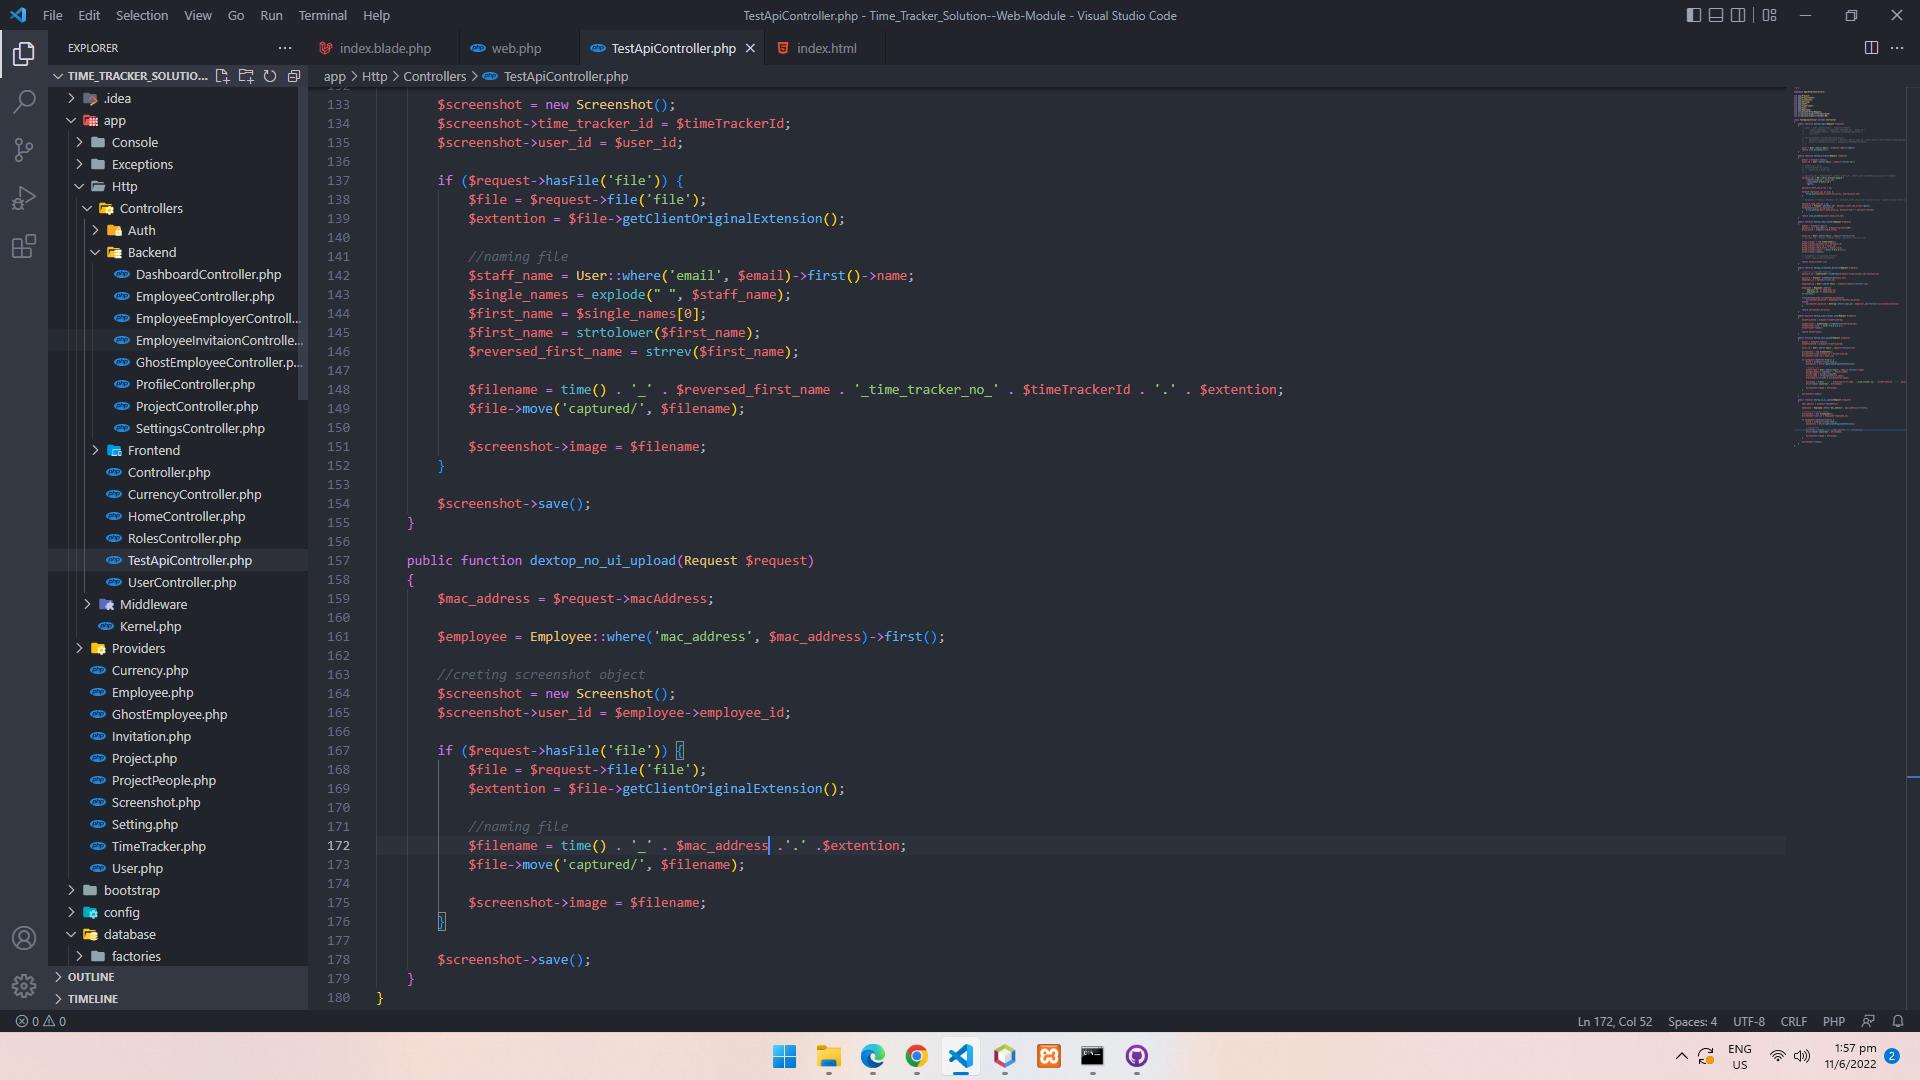 File Edit Selection View Go Run Terminal Help
TestApiController.php - Time_Tracker_Solution--Web-Module - Visual Studio Code
EXPLORER
TIME_TRACKER_SOLUTIO...
.idea
app
Console
Exceptions
Http
Controllers
Auth
Backend
DashboardController.php
EmployeeController.php
EmployeeEmployerControll...
EmployeeInvitaionControlle...
GhostEmployeeController.p...
ProfileController.php
ProjectController.php
SettingsController.php
Frontend
Controller.php
CurrencyController.php
HomeController.php
RolesController.php
TestApiController.php
UserController.php
Middleware
Kernel.php
Providers
Currency.php
Employee.php
GhostEmployee.php
Invitation.php
Project.php
ProjectPeople.php
Screenshot.php
Setting.php
TimeTracker.php
User.php
bootstrap
config
database
factories
OUTLINE
TIMELINE
index.blade.php web.php TestApiController.php index.html
app > Http > Controllers > TestApiController.php
133 $screenshot = new Screenshot();
134 $screenshot->time_tracker_id = $timeTrackerId;
135 $screenshot->user_id = $user_id;
136
137 if ($request->hasFile('file')) {
138 $file = $request->file('file');
139 $extention = $file->getClientOriginalExtension();
140
141 //naming file
142 $staff_name = User::where('email', $email)->first()->name;
143 $single_names = explode(" ", $staff_name);
144 $first_name = $single_names[0];
145 $first_name = strtolower($first_name);
146 $reversed_first_name = strrev($first_name);
147
148 $filename = time() . '_' . $reversed_first_name . '_time_tracker_no_' . $timeTrackerId . '.' . $extention;
149 $file->move('captured/', $filename);
150
151 $screenshot->image = $filename;
152 }
153
154 $screenshot->save();
155 }
156
157 public function dextop_no_ui_upload(Request $request)
158 {
159 $mac_address = $request->macAddress;
160
161 $employee = Employee::where('mac_address', $mac_address)->first();
162
163 //creting screenshot object
164 $screenshot = new Screenshot();
165 $screenshot->user_id = $employee->employee_id;
166
167 if ($request->hasFile('file')) {
168 $file = $request->file('file');
169 $extention = $file->getClientOriginalExtension();
170
171 //naming file
172 $filename = time() . '_' . $mac_address .'.' .$extention;
173 $file->move('captured/', $filename);
174
175 $screenshot->image = $filename;
176 }
177
178 $screenshot->save();
179 }
180 }
0 0
Ln 172, Col 52 Spaces: 4 UTF-8 CRLF PHP
ENG
US
1:57 pm
11/6/2022
2